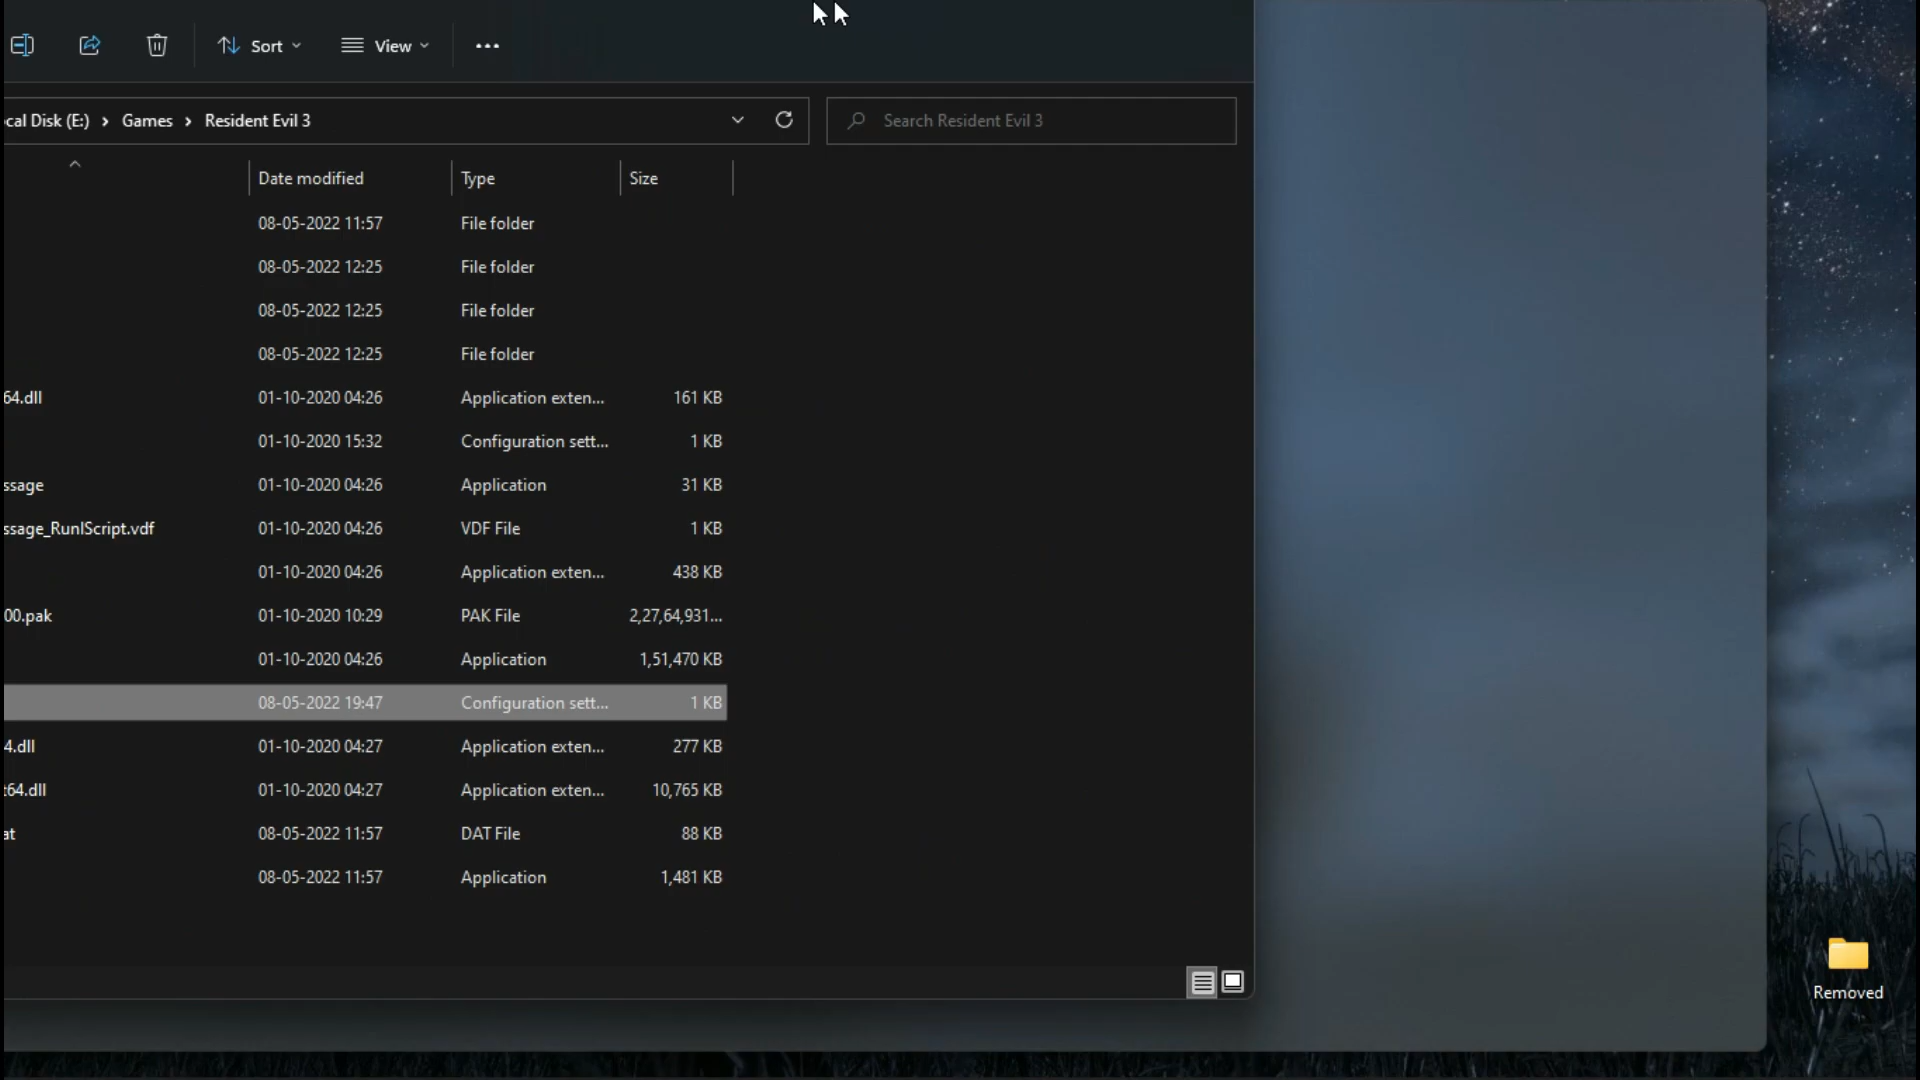 Sort View
ocal Disk (E:) Games Resident Evil 3 Search Resident Evil 3
Date modified Type Size
08-05-2022 11:57 File folder
08-05-2022 12:25 File folder
08-05-2022 12:25 File folder
08-05-2022 12:25 File folder
64.dll 01-10-2020 04:26 Application exten... 161 KB
01-10-2020 15:32 Configuration sett... 1 KB
ssage 01-10-2020 04:26 Application 31 KB
ssage_RunIScript.vdf 01-10-2020 04:26 VDF File 1 KB
01-10-2020 04:26 Application exten... 438 KB
00.pak 01-10-2020 10:29 PAK File 2,27,64,931...
01-10-2020 04:26 Application 1,51,470 KB
08-05-2022 19:47 Configuration sett... 1 KB
4.dll 01-10-2020 04:27 Application exten... 277 KB
t64.dll 01-10-2020 04:27 Application exten... 10,765 KB
at 08-05-2022 11:57 DAT File 88 KB
08-05-2022 11:57 Application 1,481 KB
Removed